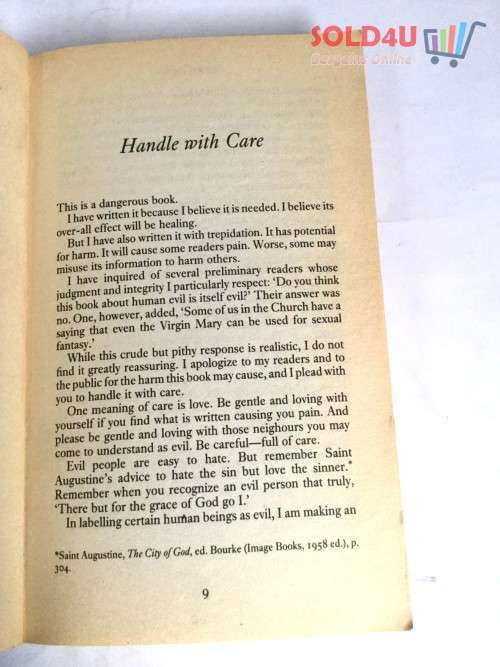 SOLD4U
Bargains Online
Handle with Care
This is a dangerous book.
I have written it because I believe it is needed. I believe its
over-all effect will be healing.
But I have also written it with trepidation. It has potential
for harm. It will cause some readers pain. Worse, some may
misuse its information to harm others.
I have inquired of several preliminary readers whose
judgment and integrity I particularly respect: ‘Do you think
this book about human evil is itself evil?’ Their answer was
no. One, however, added, ‘Some of us in the Church have a
saying that even the Virgin Mary can be used for sexual
fantasy.’
While this crude but pithy response is realistic, I do not
find it greatly reassuring. I apologize to my readers and to
the public for the harm this book may cause, and I plead with
you to handle it with care.
One meaning of care is love. Be gentle and loving with
yourself if you find what is written causing you pain. And
please be gentle and loving with those neighours you may
come to understand as evil. Be careful—full of care.
Evil people are easy to hate. But remember Saint
Augustine’s advice to hate the sin but love the sinner.*
Remember when you recognize an evil person that truly,
‘There but for the grace of God go I.’
In labelling certain human beings as evil, I am making an
*Saint Augustine, The City of God, ed. Bourke (Image Books, 1958 ed.), p.
304.
9